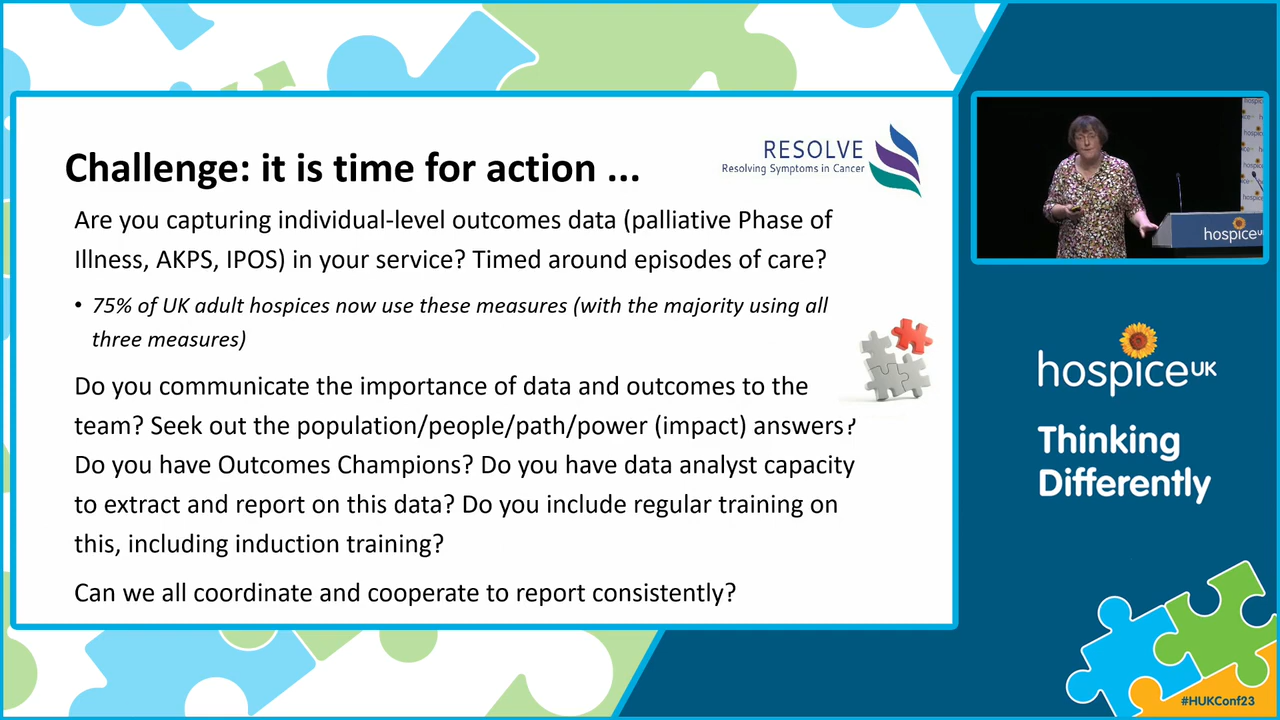 Challenge: it is time for action ...
RESOLVE
Resolving Symptoms in Cancer
Are you capturing individual-level outcomes data (palliative Phase of
Illness, AKPS, IPOS) in your service? Timed around episodes of care?
• 75% of UK adult hospices now use these measures (with the majority using all
three measures)
Do you communicate the importance of data and outcomes to the
team? Seek out the population/people/path/power (impact) answers?
Do you have Outcomes Champions? Do you have data analyst capacity
to extract and report on this data? Do you include regular training on
this, including induction training?
Can we all coordinate and cooperate to report consistently?
hospice
hospice UK
Thinking
Differently
#HUKConf23